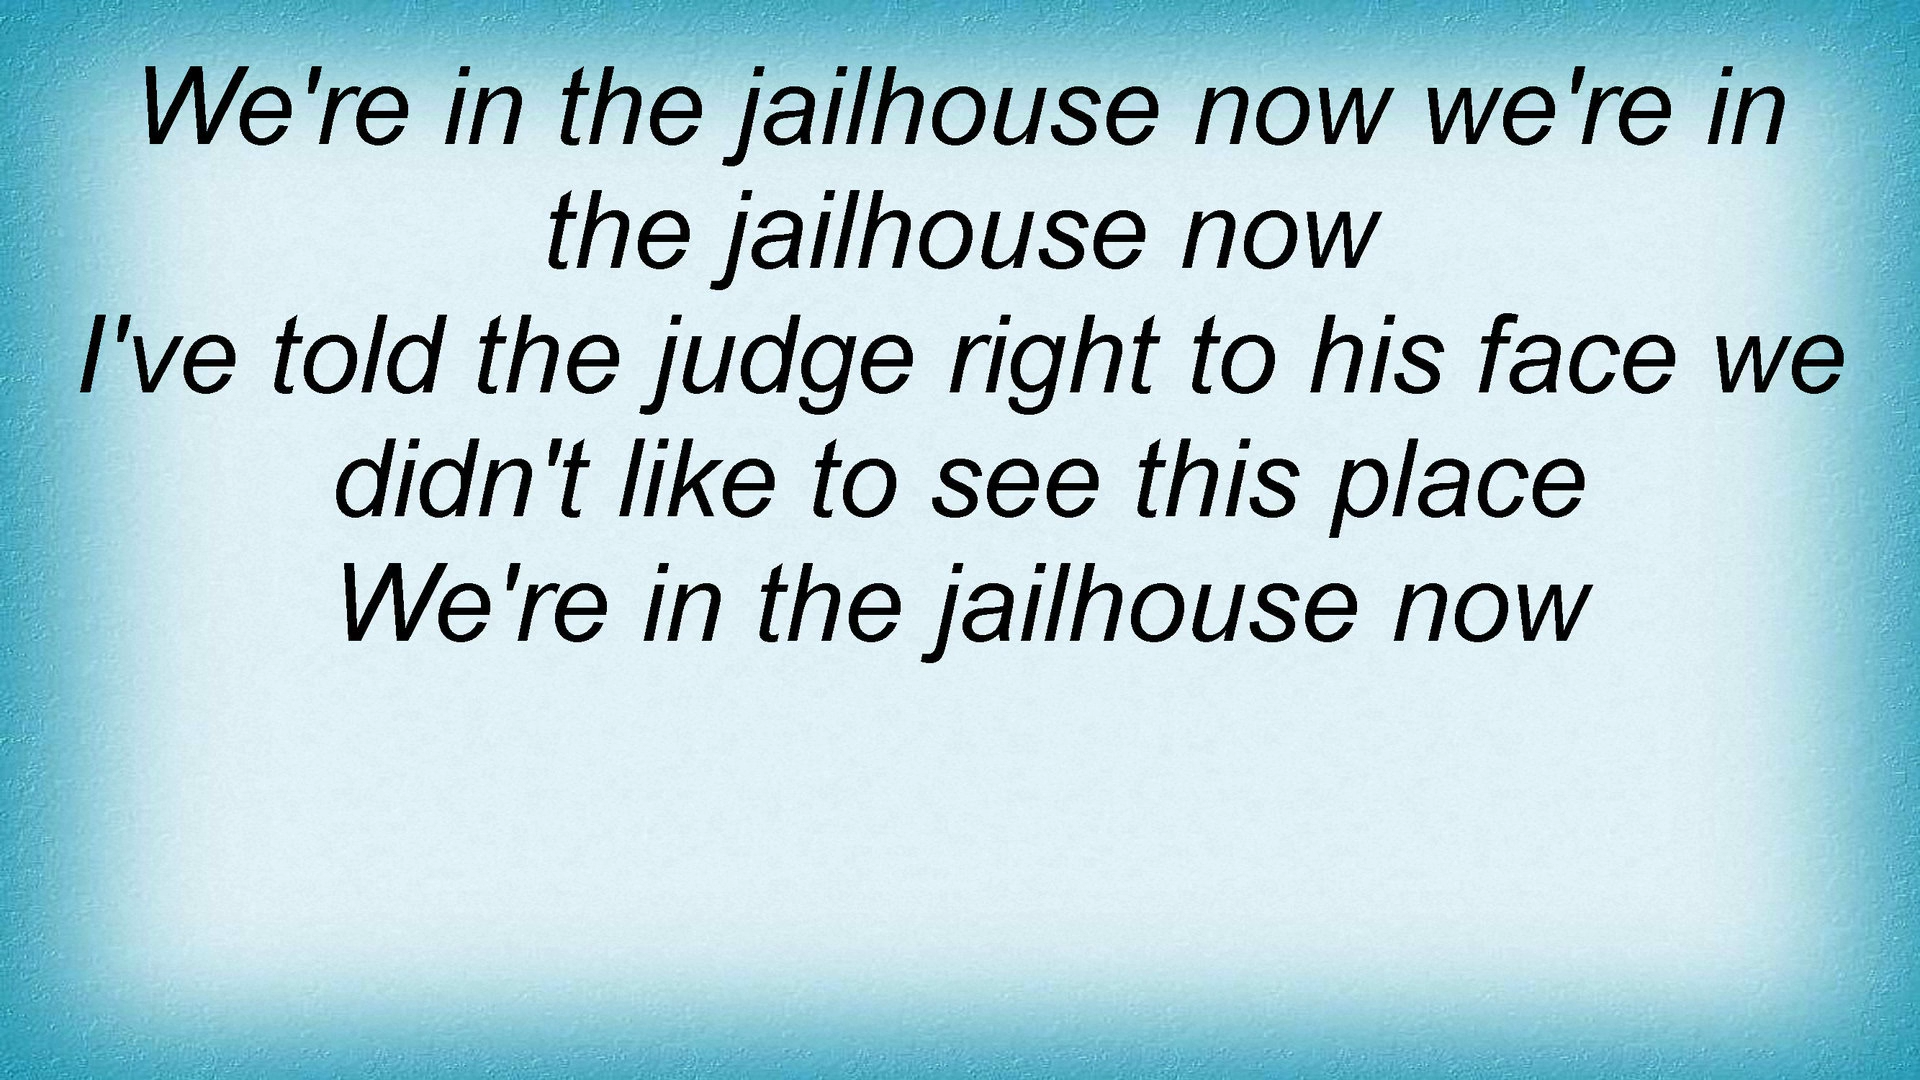 We're in the jailhouse now we're in
the jailhouse now
I've told the judge right to his face we
didn't like to see this place
We're in the jailhouse now